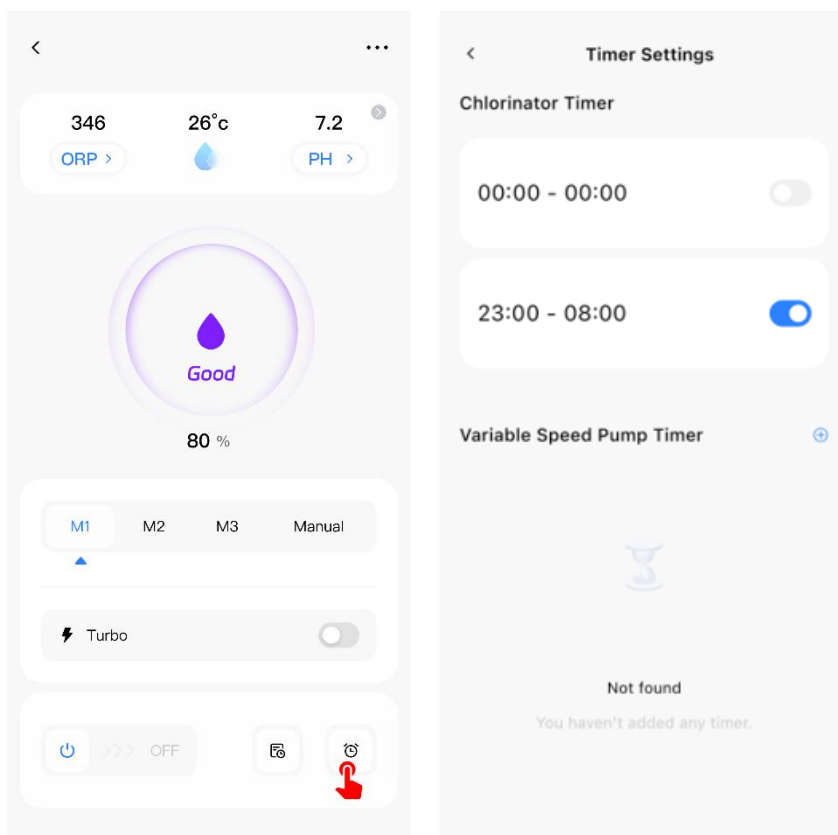 346 26°c 7.2
ORP > PH >
Good
80 %
M1 M2 M3 Manual
Turbo
>>> OFF
Timer Settings
Chlorinator Timer
00:00 - 00:00
23:00 - 08:00
Variable Speed Pump Timer
Not found
You haven't added any timer.